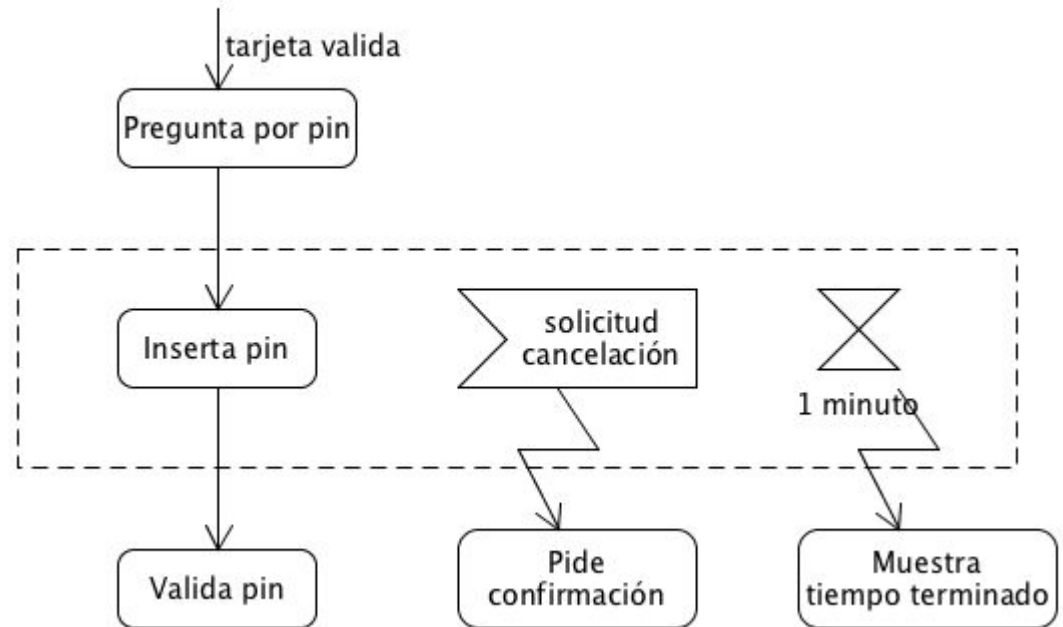 tarjeta valida
Pregunta por pin
Inserta pin
solicitud
cancelación
1 minuto
Valida pin
Pide
confirmación
Muestra
tiempo terminado